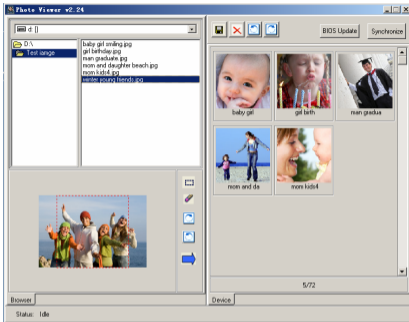 Photo Viewer v2.24
d: []
D:\
Test iamge
baby girl smiling.jpg
girl birthday.jpg
man graduate.jpg
mom and daughter beach.jpg
mom kids4.jpg
winter young friends.jpg
BIOS Update
Synchronize
baby girl
girl birth
man gradua
mom and da
mom kids4
5/72
Browser
Device
Status: Idle